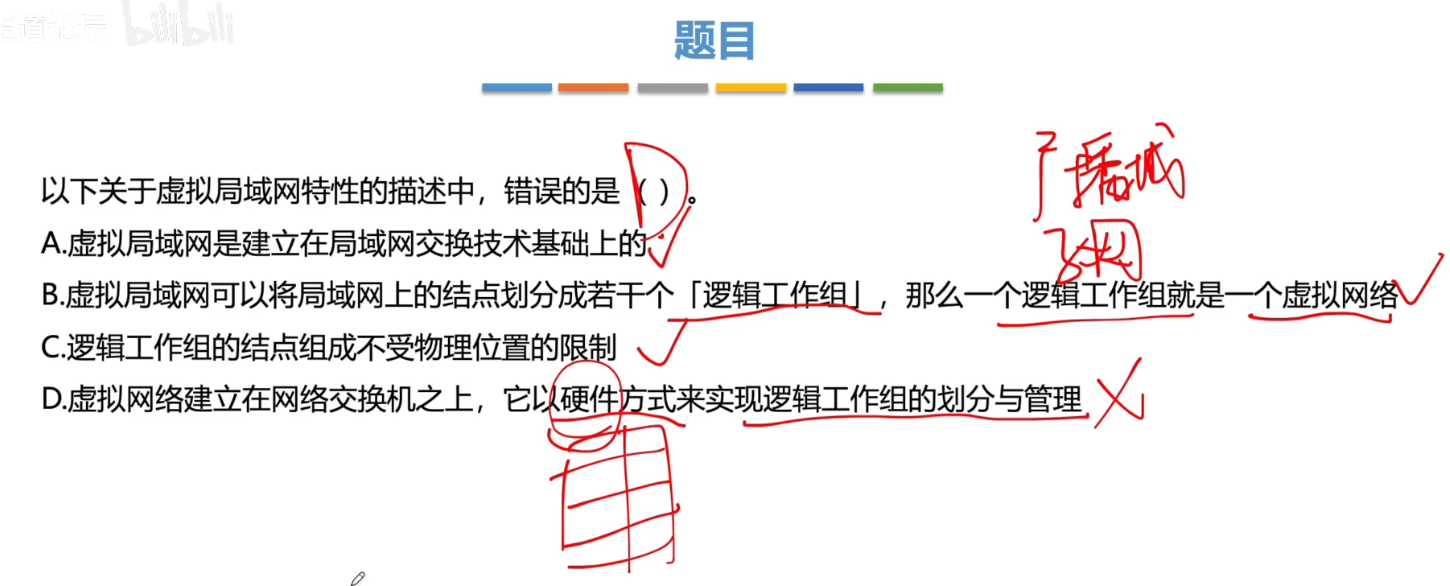 bilibili
题目
以下关于虚拟局域网特性的描述中，错误的是（ ）。
D
广播域
A.虚拟局域网是建立在局域网交换技术基础上的
子网
B.虚拟局域网可以将局域网上的结点划分成若干个「逻辑工作组」，那么一个逻辑工作组就是一个虚拟网络
C.逻辑工作组的结点组成不受物理位置的限制
D.虚拟网络建立在网络交换机之上，它以硬件方式来实现逻辑工作组的划分与管理